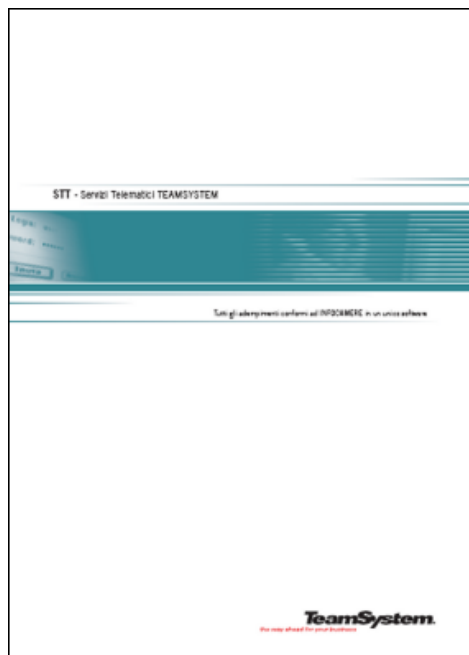 STT - Servizi Telematici TEAMSYSTEM
Tutti gli adempimenti conformi ad INFOCAMERE in un unico software
TeamSystem.
the way ahead for your business